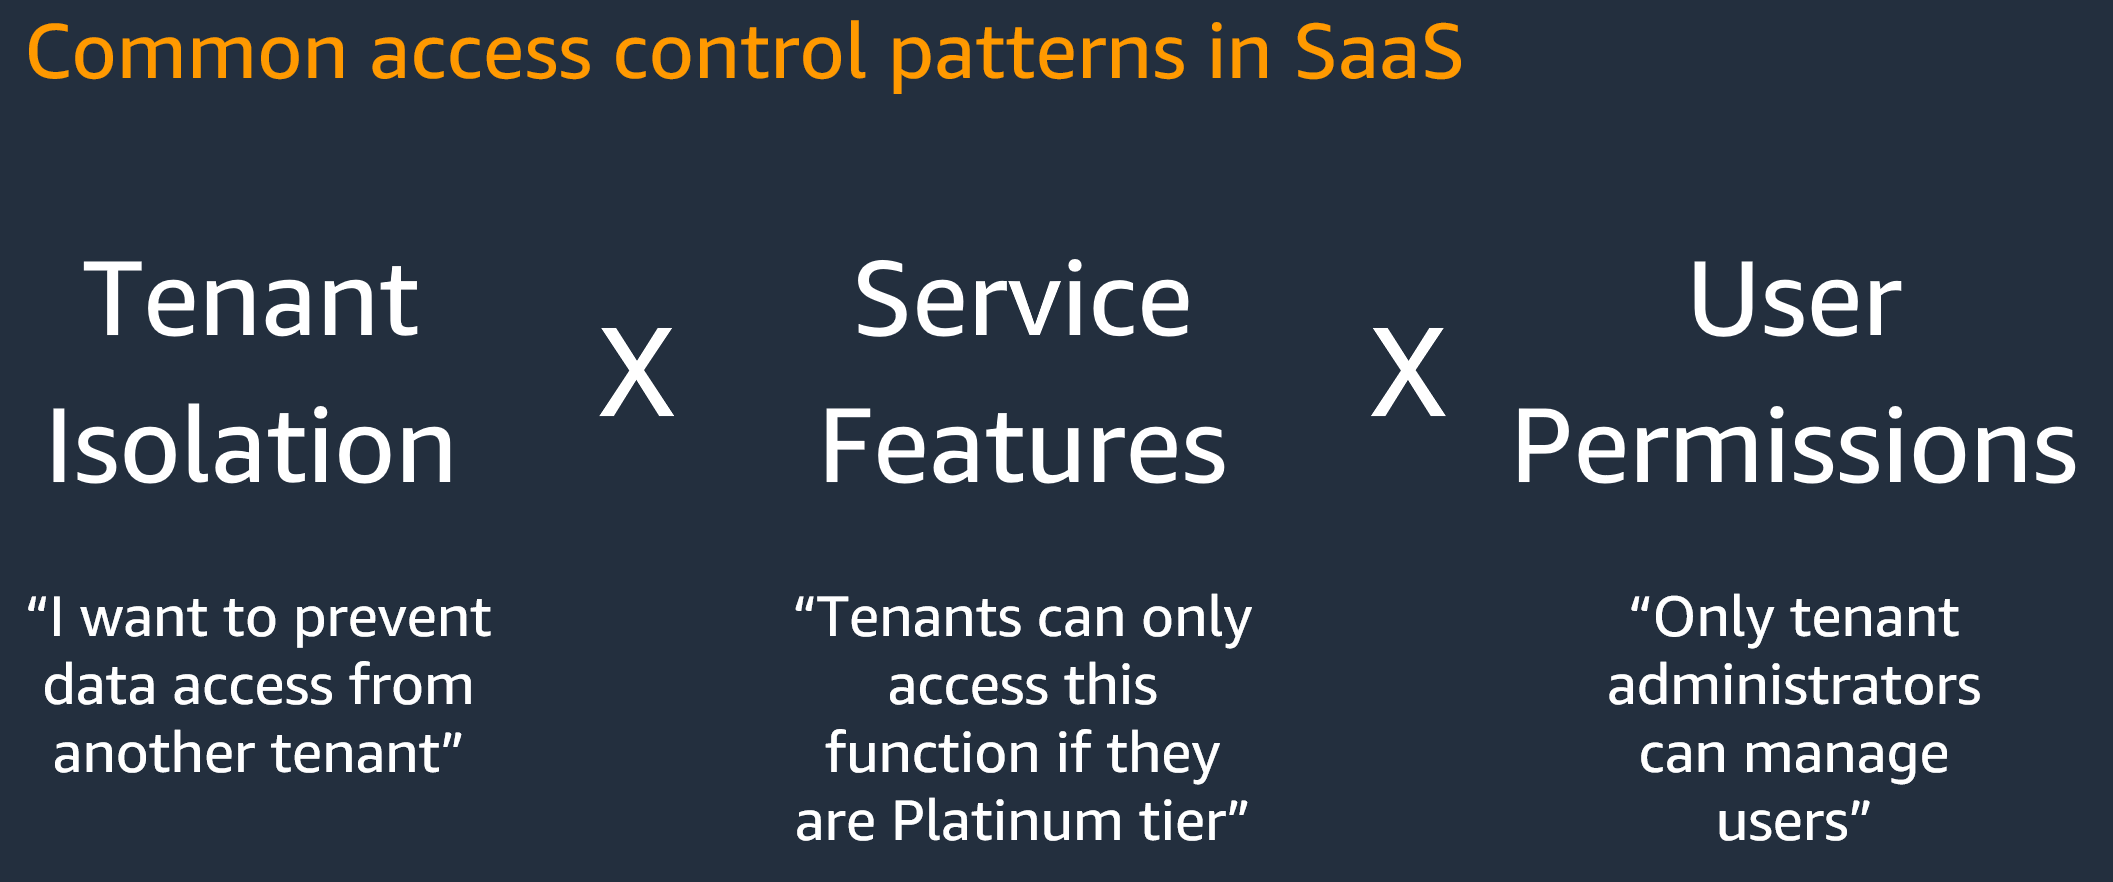 Common access control patterns in SaaS
Tenant
Isolation
X
Service
Features
X
User
Permissions
“I want to prevent
data access from
another tenant”
“Tenants can only
access this
function if they
are Platinum tier”
“Only tenant
administrators
can manage
users”